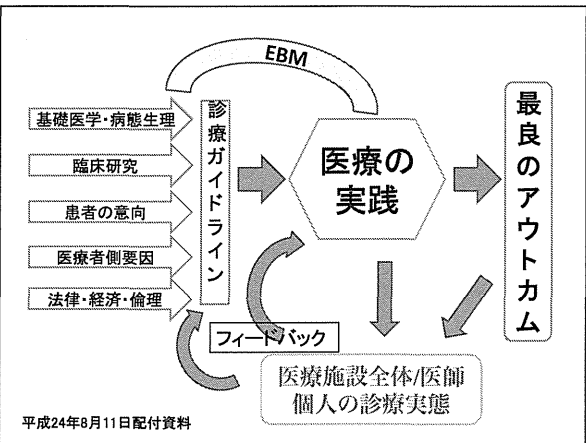 EBM
基礎医学・病態生理
臨床研究
患者の意向
医療者側要因
法律・経済・倫理
診療ガイドライン
医療の
実践
最良のアウトカム
フィードバック
医療施設全体/医師
個人の診療実態
平成24年8月11日配付資料